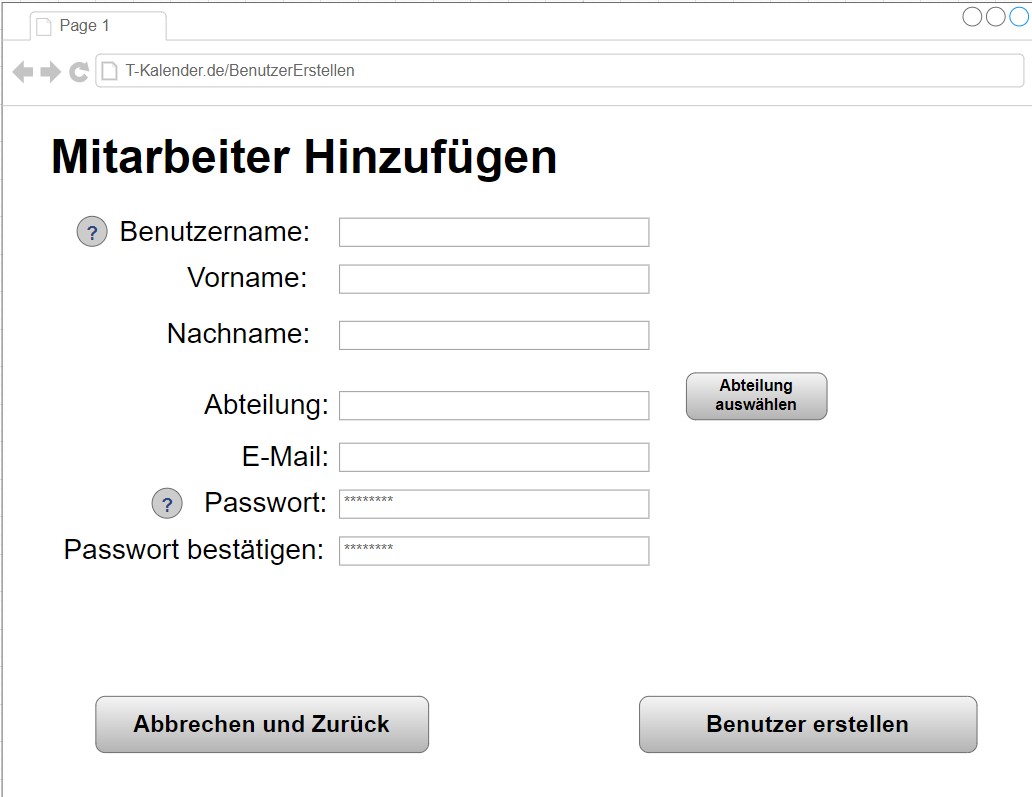 Page 1
T-Kalender.de/BenutzerErstellen
Mitarbeiter Hinzufügen
? Benutzername:
Vorname:
Nachname:
Abteilung:
Abteilung
auswählen
E-Mail:
? Passwort: ********
Passwort bestätigen: ********
Abbrechen und Zurück
Benutzer erstellen